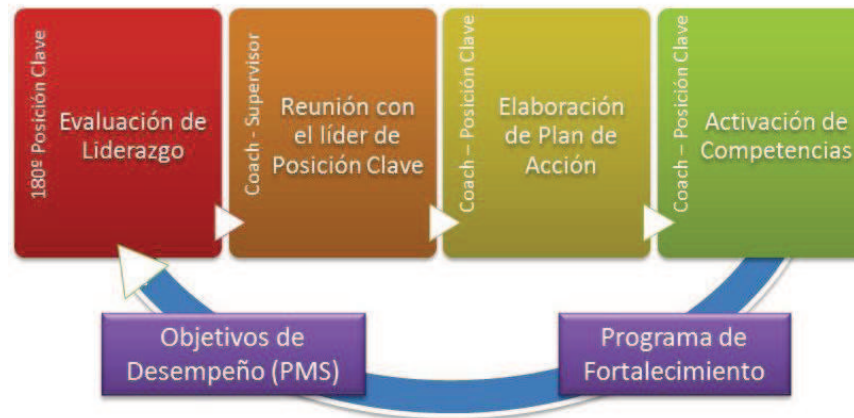 180º Posición Clave
Evaluación de
Liderazgo
Coach - Supervisor
Reunión con
el líder de
Posición Clave
Coach – Posición Clave
Elaboración
de Plan de
Acción
Coach – Posición Clave
Activación de
Competencias
Objetivos de
Desempeño (PMS)
Programa de
Fortalecimiento